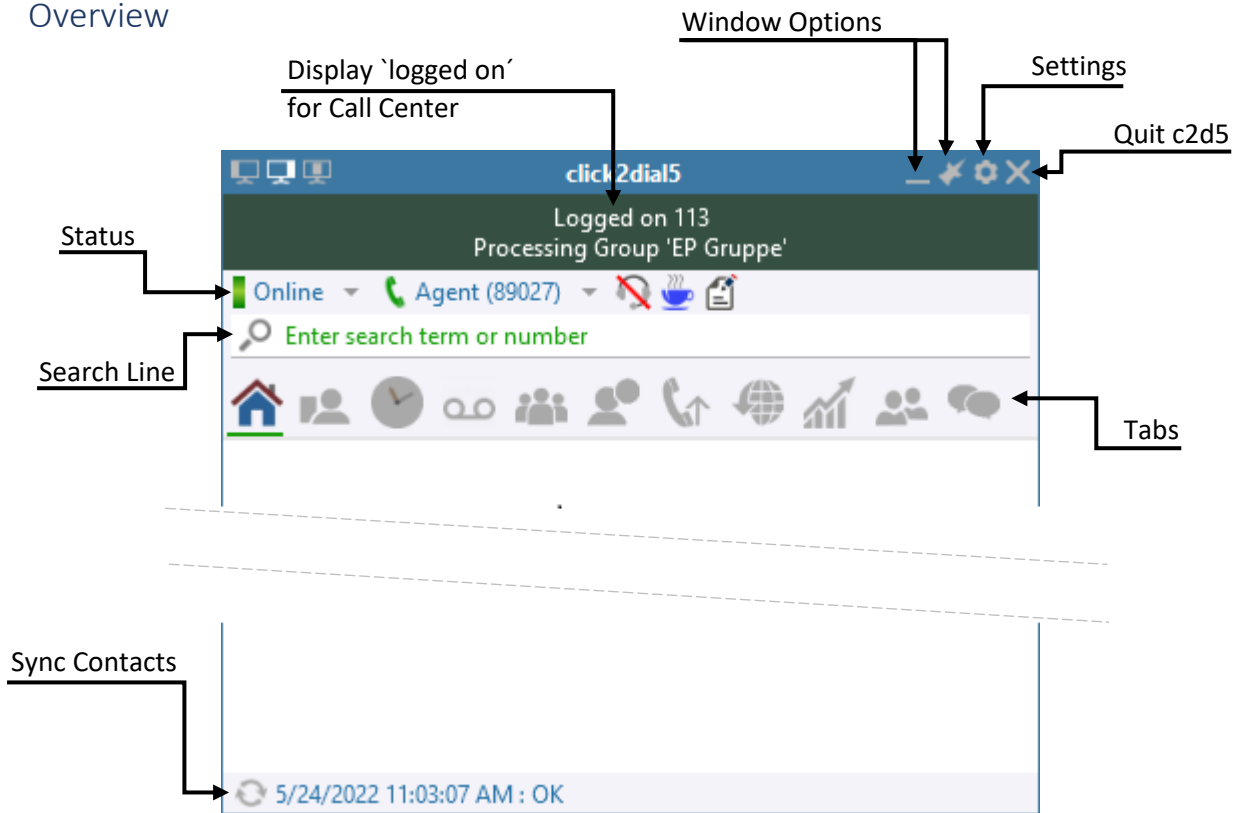 Overview
Window Options
Display `logged on´
for Call Center
Settings
Quit c2d5
click2dial5
Logged on 113
Processing Group 'EP Gruppe'
Status
Online
Agent (89027)
Enter search term or number
Search Line
Tabs
Sync Contacts
5/24/2022 11:03:07 AM : OK